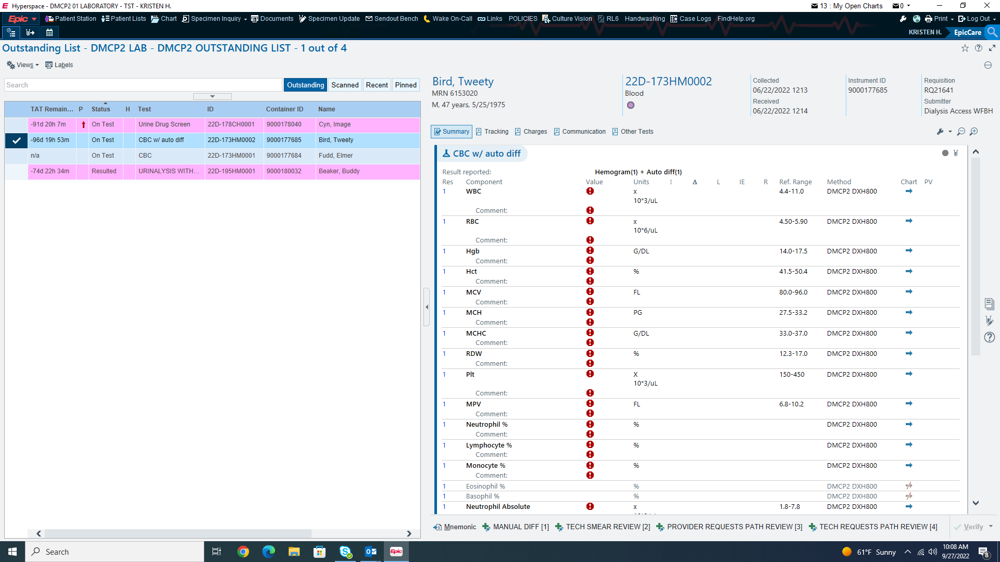 Hyperspace - DMCP2 01 LABORATORY - TST - KRISTEN H.
13 : My Open Charts 0
Epic Patient Station Patient Lists Chart Specimen Inquiry Documents Specimen Update Sendout Bench Wake On-Call Links POLICIES Culture Vision RL6 Handwashing Case Logs FindHelp.org Print Log Out
KRISTEN H. EpicCare
Outstanding List - DMCP2 LAB - DMCP2 OUTSTANDING LIST - 1 out of 4
Views Labels
Search Outstanding Scanned Recent Pinned
TAT Remain... P Status H Test ID Container ID Name
-91d 20h 7m On Test Urine Drug Screen 22D-178CH0001 9000178040 Cyn, Image
-96d 19h 53m On Test CBC w/ auto diff 22D-173HM0002 9000177685 Bird, Tweety
n/a On Test CBC 22D-173HM0001 9000177684 Fudd, Elmer
-74d 22h 34m Resulted URINALYSIS WITH... 22D-195HM0001 9000180032 Beaker, Buddy
Bird, Tweety
MRN 6153020
M, 47 years, 5/25/1975
22D-173HM0002
Blood
Collected
06/22/2022 1213
Received
06/22/2022 1214
Instrument ID
9000177685
Requisition
RQ21641
Submitter
Dialysis Access WFBH
Summary Tracking Charges Communication Other Tests
CBC w/ auto diff
Result reported: Hemogram{1} + Auto diff{1}
Res Component Value Units ! Δ L IE R Ref. Range Method Chart PV
1 WBC x 4.4-11.0 DMCP2 DXH800
10*3/uL
Comment:
1 RBC x 4.50-5.90 DMCP2 DXH800
10*6/uL
Comment:
1 Hgb G/DL 14.0-17.5 DMCP2 DXH800
Comment:
1 Hct % 41.5-50.4 DMCP2 DXH800
Comment:
1 MCV FL 80.0-96.0 DMCP2 DXH800
Comment:
1 MCH PG 27.5-33.2 DMCP2 DXH800
Comment:
1 MCHC G/DL 33.0-37.0 DMCP2 DXH800
Comment:
1 RDW % 12.3-17.0 DMCP2 DXH800
Comment:
1 Plt X 150-450 DMCP2 DXH800
10*3/uL
Comment:
1 MPV FL 6.8-10.2 DMCP2 DXH800
Comment:
1 Neutrophil % % DMCP2 DXH800
Comment:
1 Lymphocyte % % DMCP2 DXH800
Comment:
1 Monocyte % % DMCP2 DXH800
Comment:
1 Eosinophil % % DMCP2 DXH800
1 Basophil % % DMCP2 DXH800
1 Neutrophil Absolute x 1.8-7.8 DMCP2 DXH800
Mnemonic MANUAL DIFF [1] TECH SMEAR REVIEW [2] PROVIDER REQUESTS PATH REVIEW [3] TECH REQUESTS PATH REVIEW [4] Verify
Search Epic 61°F Sunny 10:08 AM
9/27/2022 8